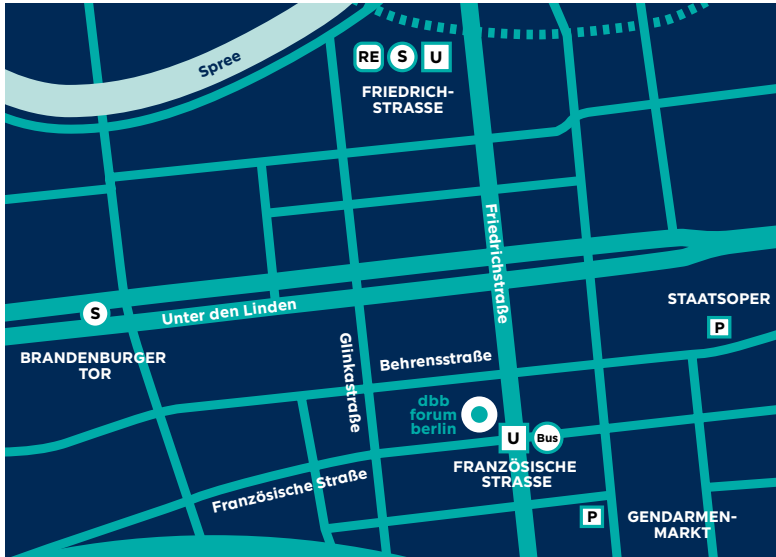 Spree
RE S U
FRIEDRICH-
STRASSE
Friedrichstraße
S
Unter den Linden
STAATSOPER
P
BRANDENBURGER
TOR
Glinkastraße
Behrensstraße
dbb
forum
berlin
U Bus
FRANZÖSISCHE
STRASSE
Französische Straße
P
GENDARMEN-
MARKT